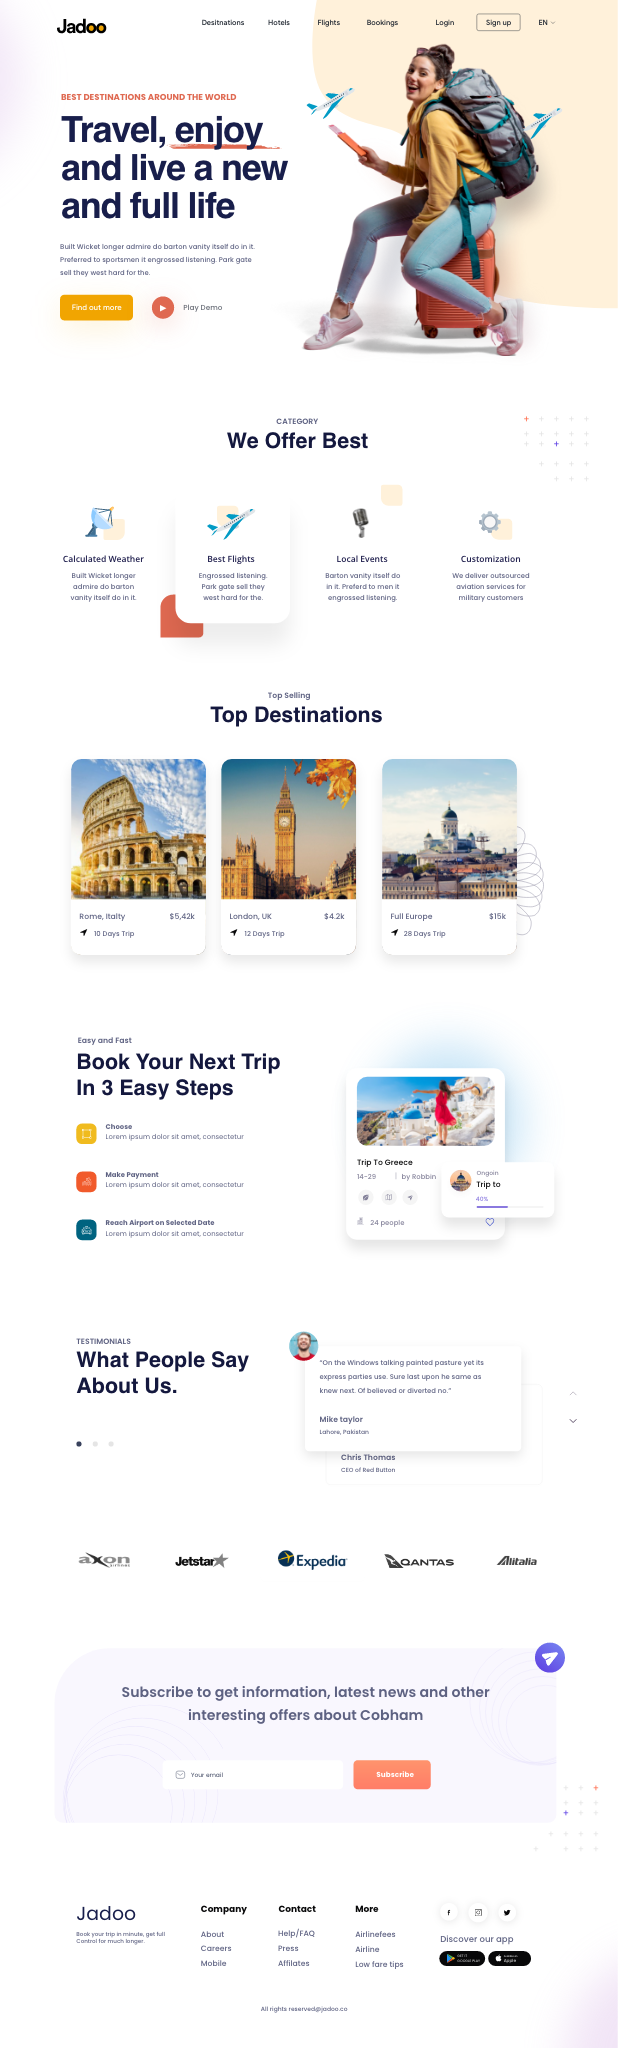 Jadoo
Desitnations
Hotels
Flights
Bookings
Login
Sign up
EN
BEST DESTINATIONS AROUND THE WORLD
Travel, enjoy
and live a new
and full life
Built Wicket longer admire do barton vanity itself do in it.
Preferred to sportsmen it engrossed listening. Park gate
sell they west hard for the.
Find out more
Play Demo
CATEGORY
We Offer Best
Calculated Weather
Built Wicket longer
admire do barton
vanity itself do in it.
Best Flights
Engrossed listening.
Park gate sell they
west hard for the.
Local Events
Barton vanity itself do
in it. Preferd to men it
engrossed listening.
Customization
We deliver outsourced
aviation services for
military customers
Top Selling
Top Destinations
Rome, Italty
$5,42k
10 Days Trip
London, UK
$4.2k
12 Days Trip
Full Europe
$15k
28 Days Trip
Easy and Fast
Book Your Next Trip
In 3 Easy Steps
Choose
Lorem ipsum dolor sit amet, consectetur
Make Payment
Lorem ipsum dolor sit amet, consectetur
Reach Airport on Selected Date
Lorem ipsum dolor sit amet, consectetur
Trip To Greece
14-29 | by Robbin
24 people
Ongoin
Trip to
40%
TESTIMONIALS
What People Say
About Us.
"On the Windows talking painted pasture yet its
express parties use. Sure last upon he same as
knew next. Of believed or diverted no."
Mike taylor
Lahore, Pakistan
Chris Thomas
CEO of Red Button
axon
airlines
Jetstar
Expedia
QANTAS
Alitalia
Subscribe to get information, latest news and other
interesting offers about Cobham
Your email
Subscribe
Jadoo
Book your trip in minute, get full
Control for much longer.
Company
About
Careers
Mobile
Contact
Help/FAQ
Press
Affilates
More
Airlinefees
Airline
Low fare tips
Discover our app
GET IT
GOOGLE PLAY
Apple
All rights reserved@jadoo.co